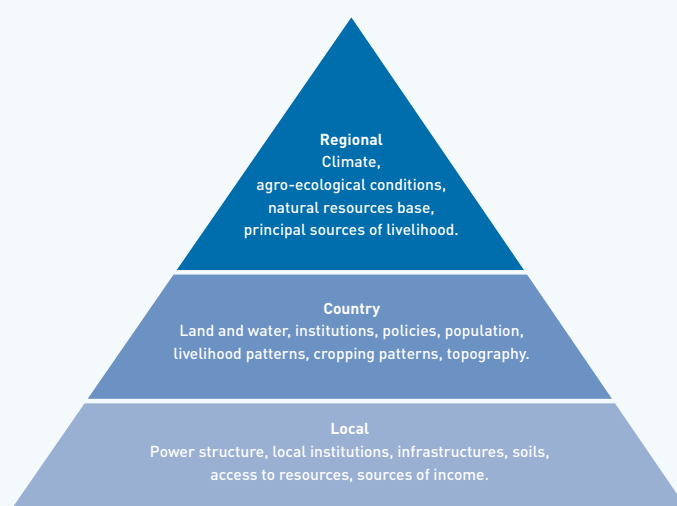 Regional
Climate,
agro-ecological conditions,
natural resources base,
principal sources of livelihood.
Country
Land and water, institutions, policies, population,
livelihood patterns, cropping patterns, topography.
Local
Power structure, local institutions, infrastructures, soils,
access to resources, sources of income.